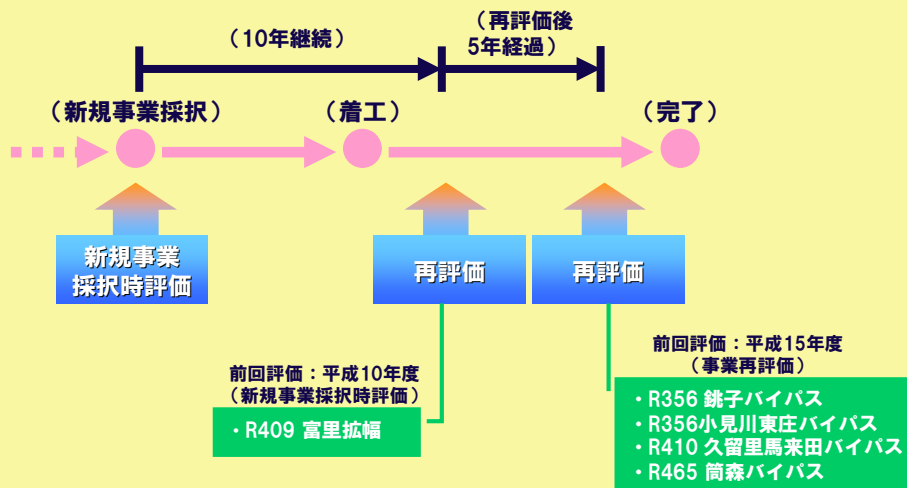 （10年継続）
（再評価後
5年経過）
（新規事業採択）
（着工）
（完了）
新規事業
採択時評価
再評価
再評価
前回評価：平成10年度
（新規事業採択時評価）
・R409 富里拡幅
前回評価：平成15年度
（事業再評価）
・R356 銚子バイパス
・R356小見川東庄バイパス
・R410 久留里馬来田バイパス
・R465 筒森バイパス